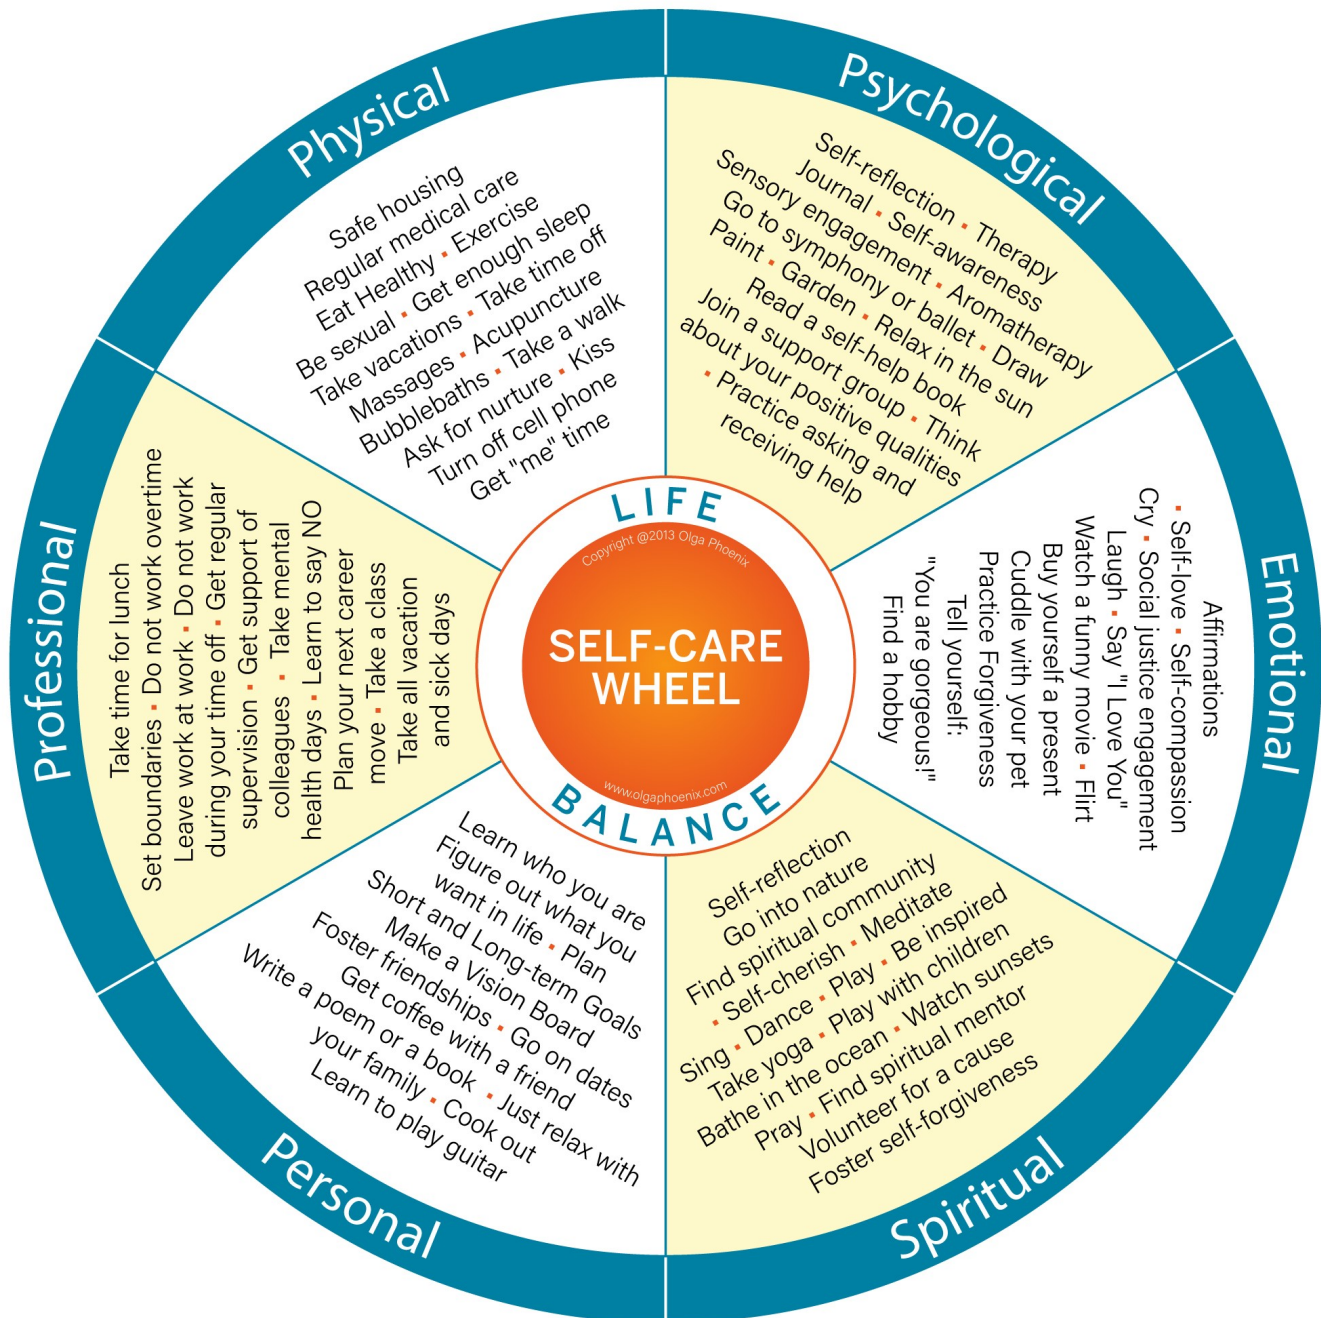 Physical
Safe housing
Regular medical care
Eat Healthy • Exercise
Be sexual • Get enough sleep
Take vacations • Take time off
Massages • Acupuncture
Bubblebaths • Take a walk
Ask for nurture • Kiss
Turn off cell phone
Get "me" time
Psychological
Self-reflection • Therapy
Journal • Self-awareness
Sensory engagement • Aromatherapy
Go to symphony or ballet • Draw
Paint • Garden • Relax in the sun
Read a self-help book
Join a support group • Think
about your positive qualities
• Practice asking and
receiving help
Emotional
Affirmations
• Self-love • Self-compassion
Cry • Social justice engagement
Laugh • Say "I Love You"
Watch a funny movie • Flirt
Buy yourself a present
Cuddle with your pet
Practice Forgiveness
Tell yourself:
"You are gorgeous!"
Find a hobby
Spiritual
Self-reflection
Go into nature
Find spiritual community
• Self-cherish • Meditate
Sing • Dance • Play • Be inspired
Take yoga • Play with children
Bathe in the ocean • Watch sunsets
Pray • Find spiritual mentor
Volunteer for a cause
Foster self-forgiveness
Personal
Learn who you are
Figure out what you
want in life • Plan
Short and Long-term Goals
Make a Vision Board
Foster friendships • Go on dates
Get coffee with a friend
Write a poem or a book • Just relax with
your family • Cook out
Learn to play guitar
Professional
Take time for lunch
Set boundaries • Do not work overtime
Leave work at work • Do not work
during your time off • Get regular
supervision • Get support of
colleagues • Take mental
health days • Learn to say NO
Plan your next career
move • Take a class
Take all vacation
and sick days
LIFE
Copyright @2013 Olga Phoenix
SELF-CARE
WHEEL
www.olgaphoenix.com
BALANCE